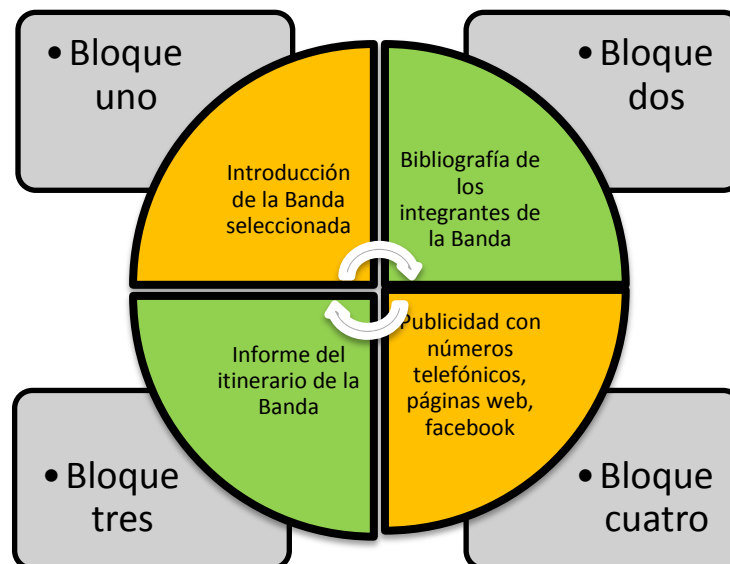 • Bloque
uno
• Bloque
dos
Introducción
de la Banda
seleccionada
Bibliografía de
los
integrantes de
la Banda
Informe del
itinerario de la
Banda
Publicidad con
números
telefónicos,
páginas web,
facebook
• Bloque
tres
• Bloque
cuatro